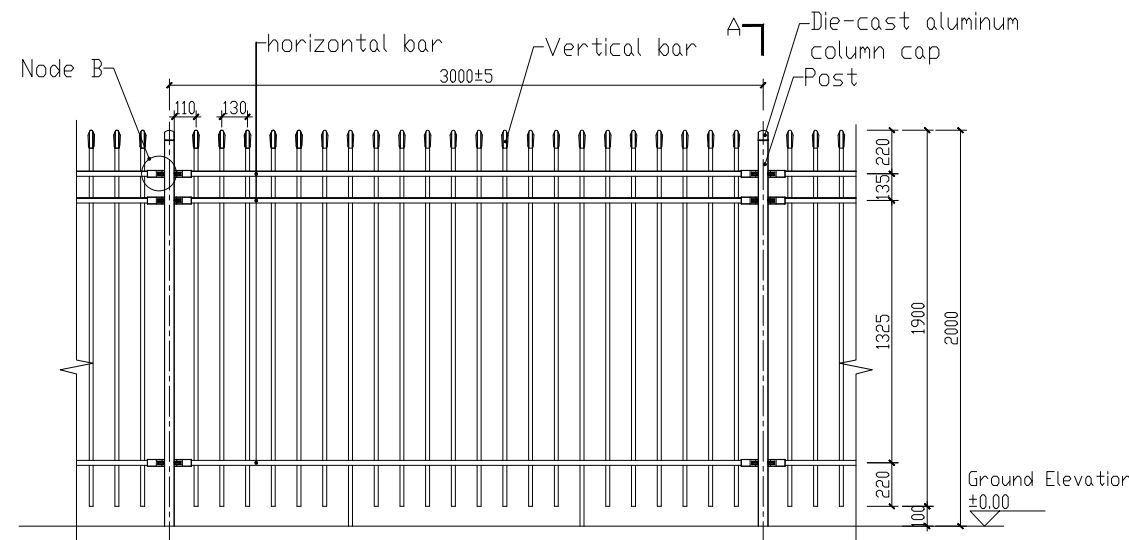 Die-cast aluminum
column cap
A
horizontal bar
Vertical bar
Node B
3000±5
Post
110
130
220
135
1325
1900
2000
220
Ground Elevation
±0.00
100